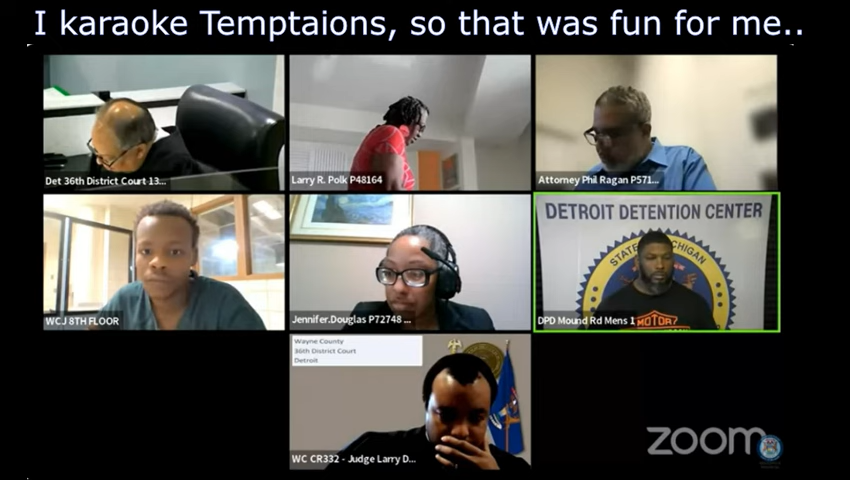 I karaoke Temptaions, so that was fun for me..
Det 36th District Court 13...
Larry R. Polk P48164
Attorney Phil Ragan P571...
WCJ 8TH FLOOR
Jennifer.Douglas P72748 ...
DETROIT DETENTION CENTER
STATE
MICHIGAN
MOTOR
DPD Mound Rd Mens 1
Wayne County
36th District Court
Detroit
WC CR332 - Judge Larry D...
zoom